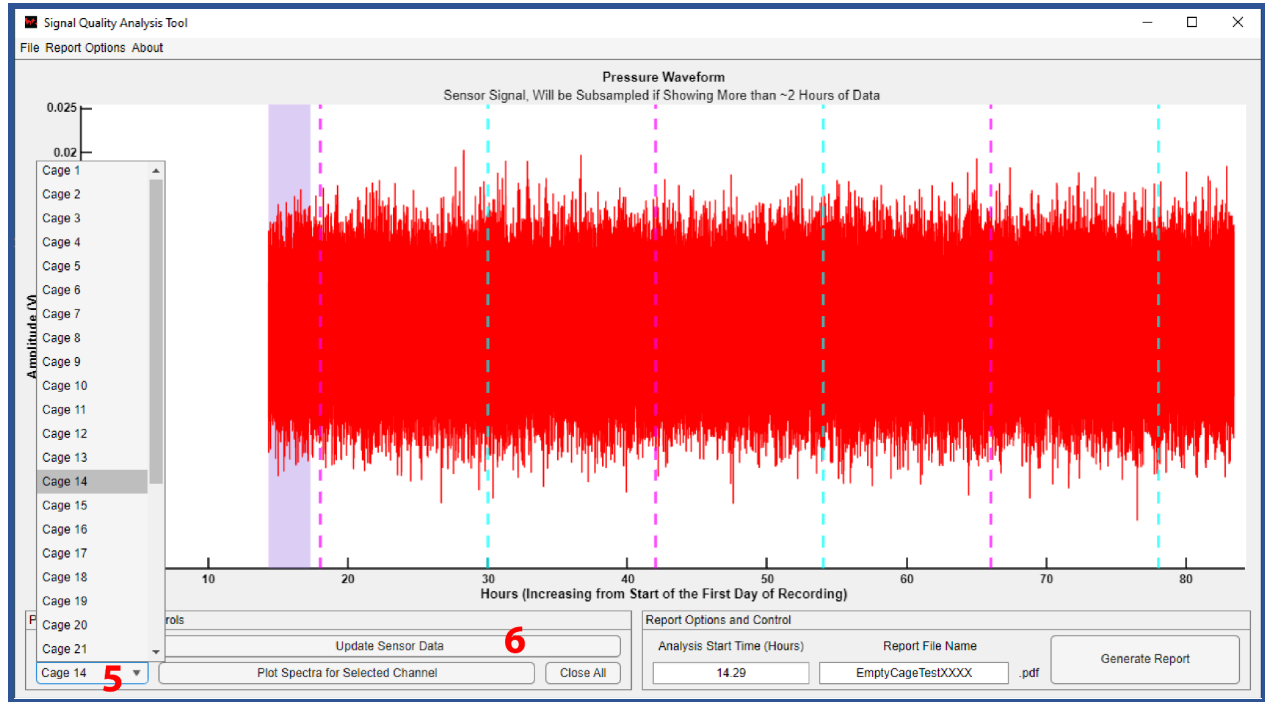 Signal Quality Analysis Tool
File Report Options About
Pressure Waveform
Sensor Signal, Will be Subsampled if Showing More than ~2 Hours of Data
0.025
0.02
Amplitude (V)
Cage 1
Cage 2
Cage 3
Cage 4
Cage 5
Cage 6
Cage 7
Cage 8
Cage 9
Cage 10
Cage 11
Cage 12
Cage 13
Cage 14
Cage 15
Cage 16
Cage 17
Cage 18
Cage 19
Cage 20
Cage 21
10 20 30 40 50 60 70 80
Hours (Increasing from Start of the First Day of Recording)
P rols
Update Sensor Data 6
Cage 14 5 Plot Spectra for Selected Channel Close All
Report Options and Control
Analysis Start Time (Hours) Report File Name
14.29 EmptyCageTestXXXX .pdf Generate Report